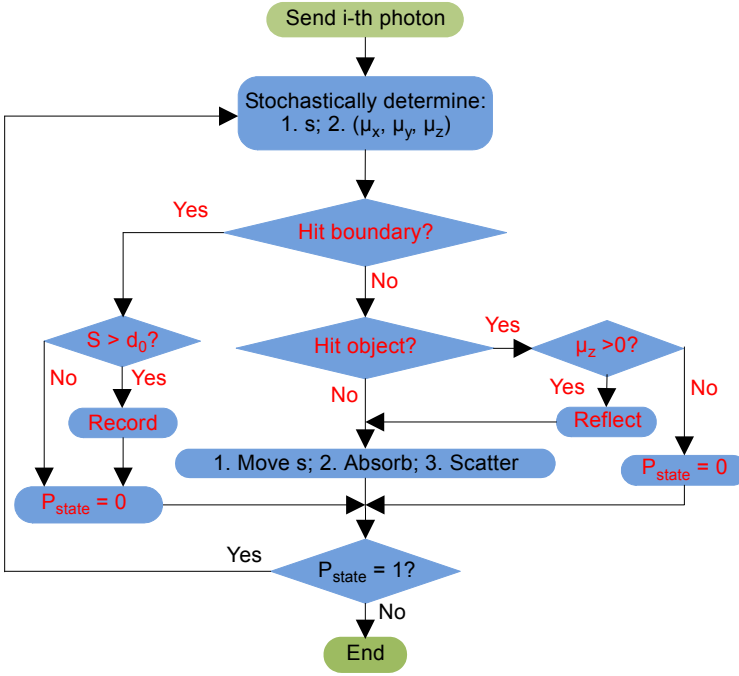 Send i-th photon
Stochastically determine:
1. s; 2. (μx, μy, μz)
Yes
Hit boundary?
No
S > d0?
Hit object?
Yes
μz >0?
No
Yes
No
Yes
No
Record
Reflect
1. Move s; 2. Absorb; 3. Scatter
Pstate = 0
Pstate = 0
Yes
Pstate = 1?
No
End